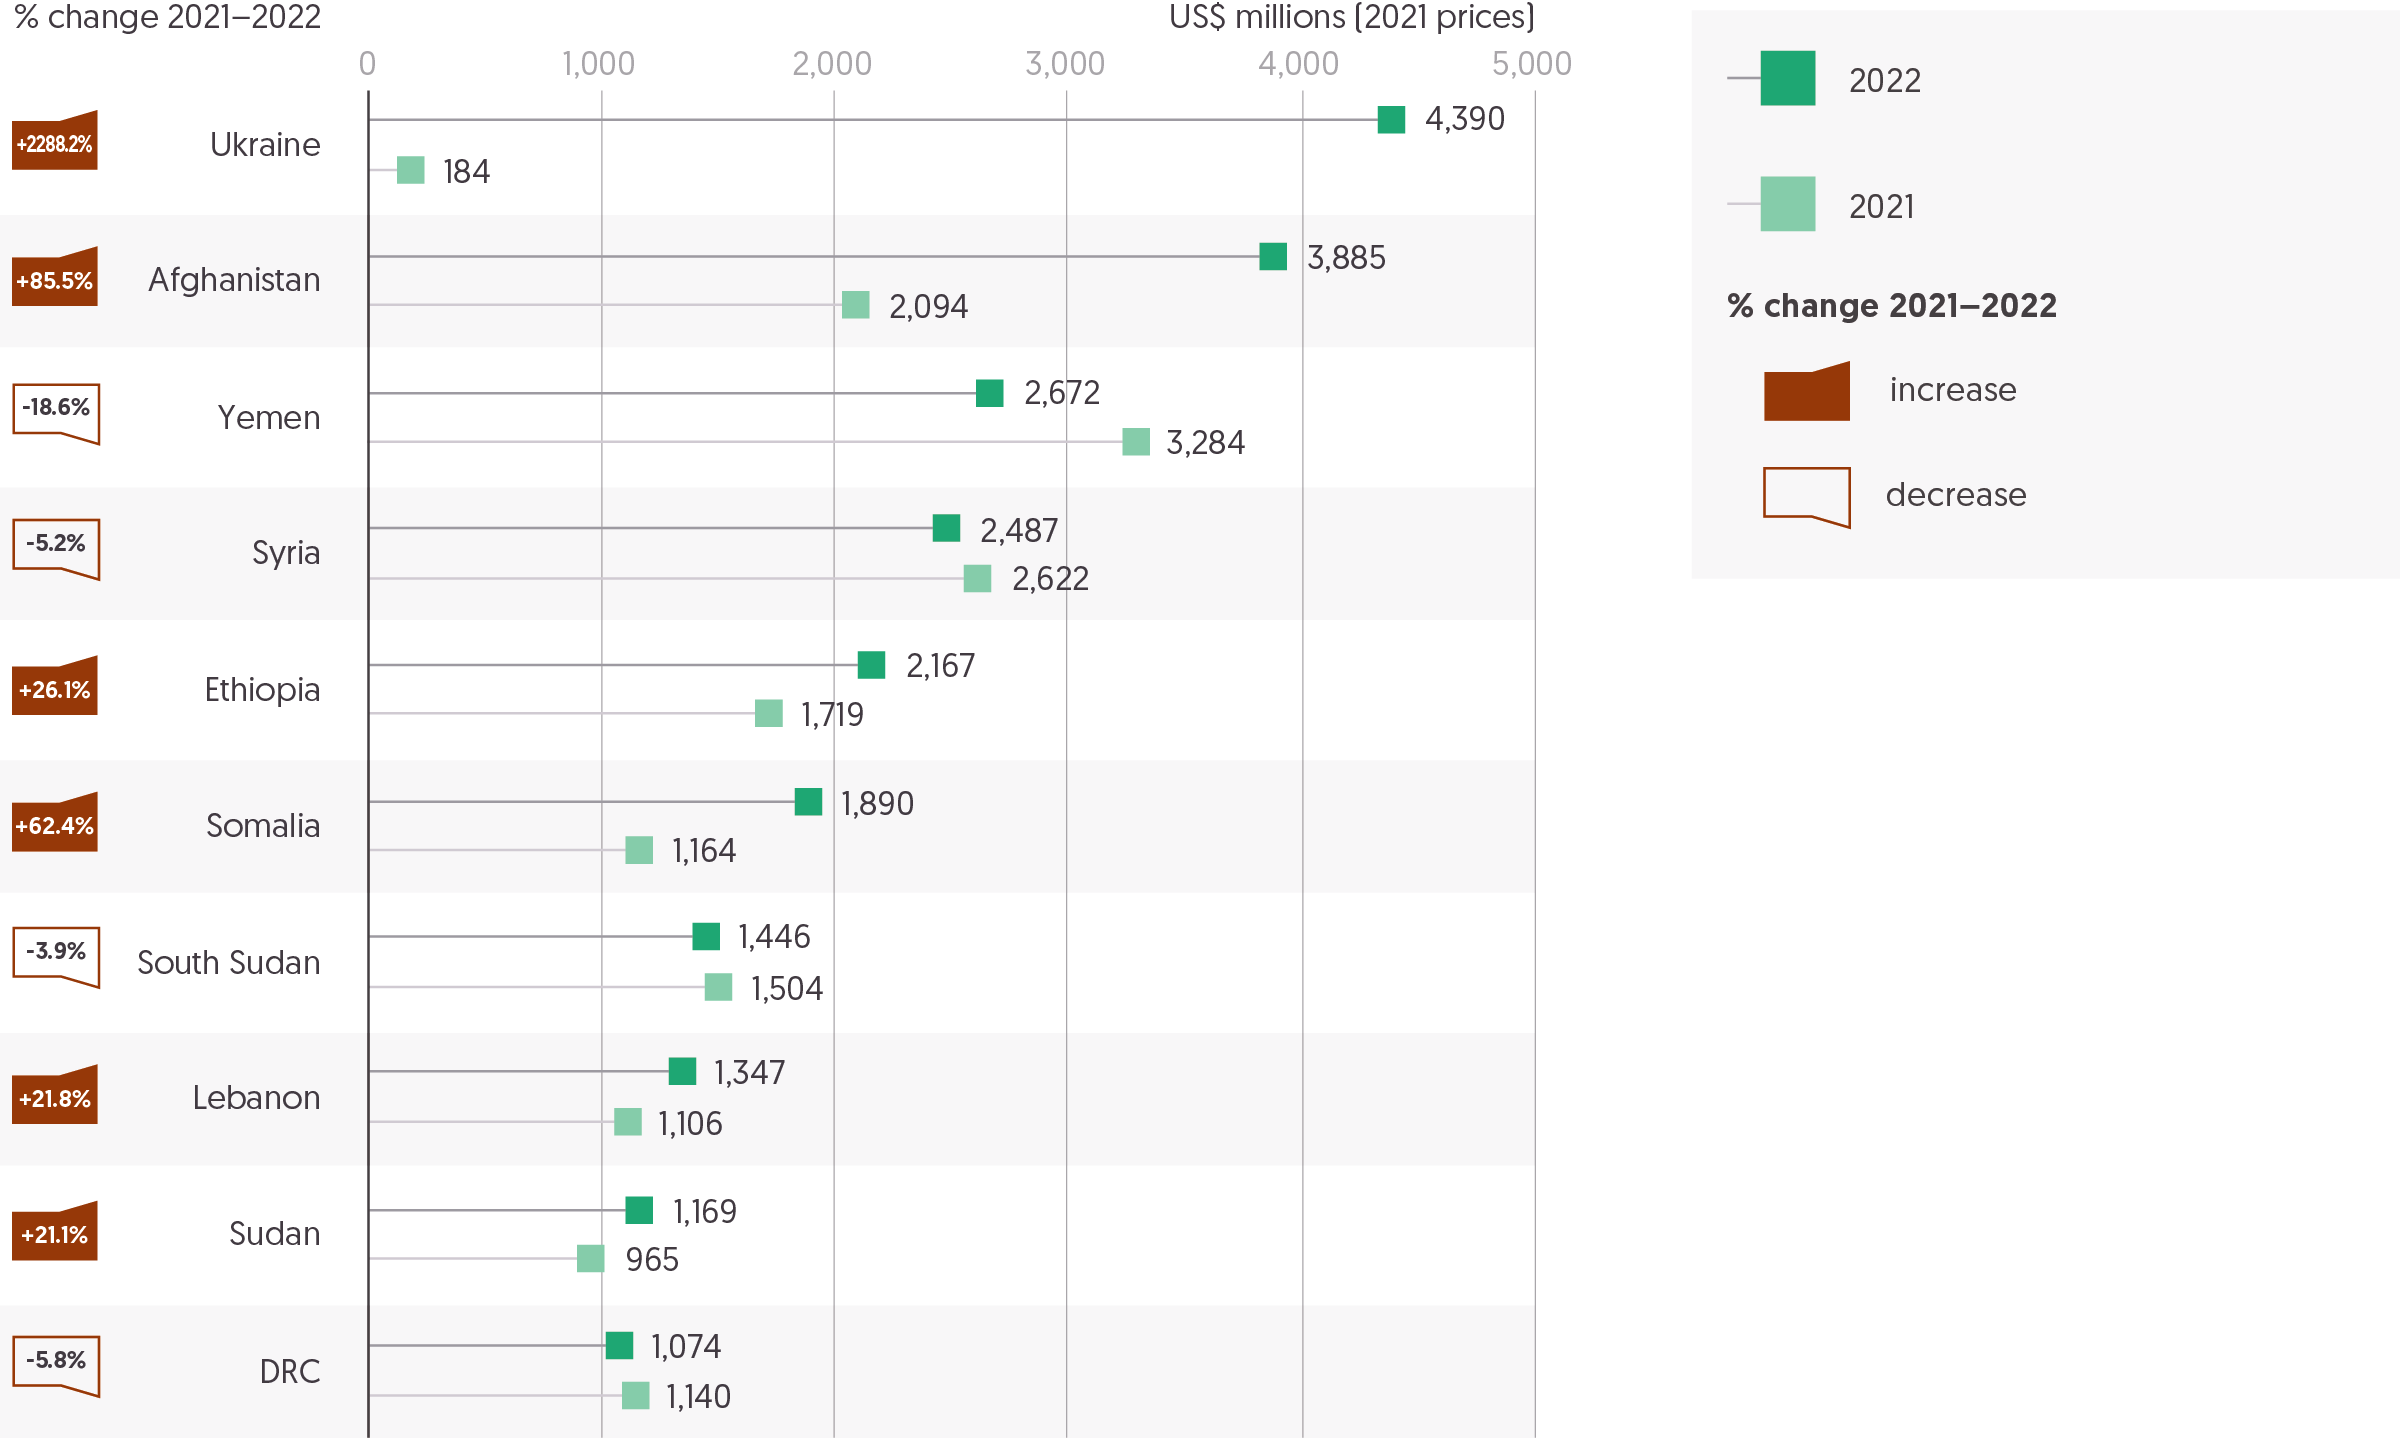 % change 2021–2022
US$ millions (2021 prices)
0 1,000 2,000 3,000 4,000 5,000
+2288.2% Ukraine 4,390
184
+85.5% Afghanistan 3,885
2,094
-18.6% Yemen 2,672
3,284
-5.2% Syria 2,487
2,622
+26.1% Ethiopia 2,167
1,719
+62.4% Somalia 1,890
1,164
-3.9% South Sudan 1,446
1,504
+21.8% Lebanon 1,347
1,106
+21.1% Sudan 1,169
965
-5.8% DRC 1,074
1,140
2022
2021
% change 2021–2022
increase
decrease